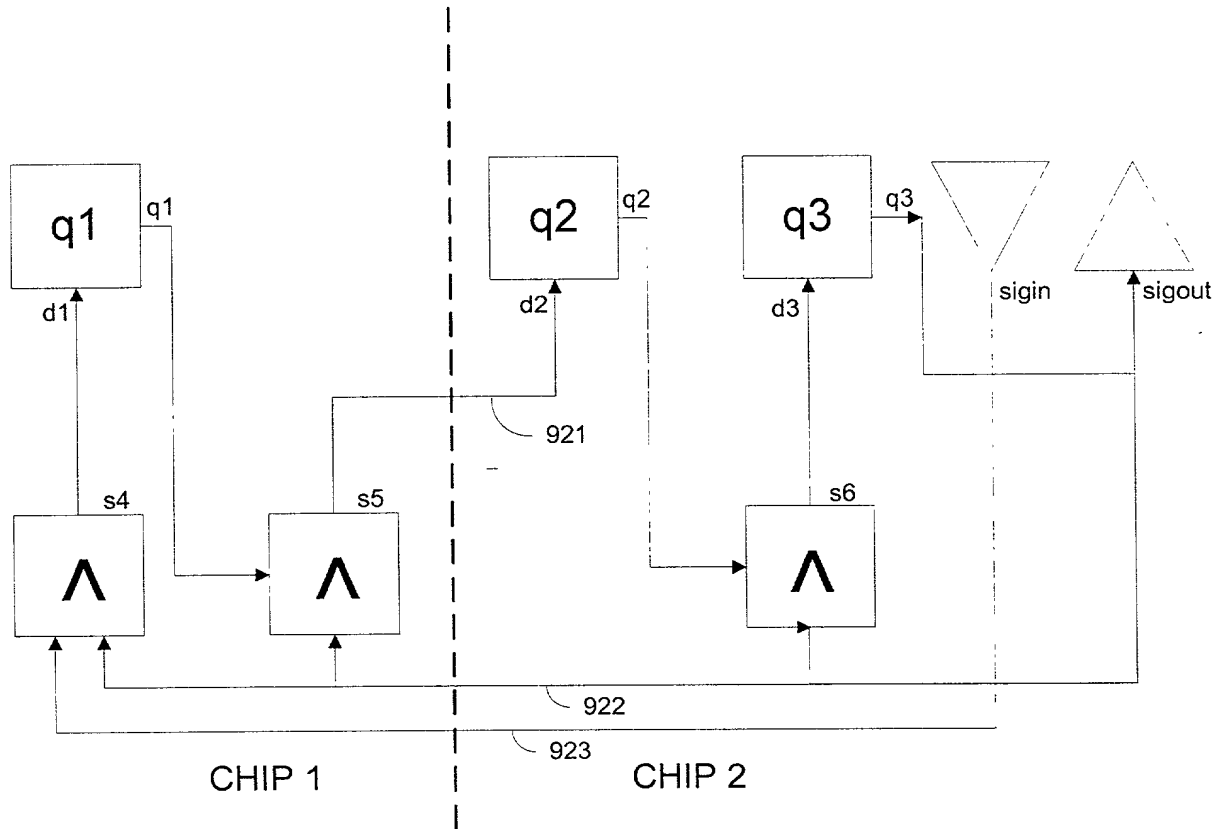 q1
q1
d1
q2
q2
d2
q3
q3
d3
sigin
sigout
921
s4
Λ
s5
Λ
s6
Λ
922
923
CHIP 1
CHIP 2